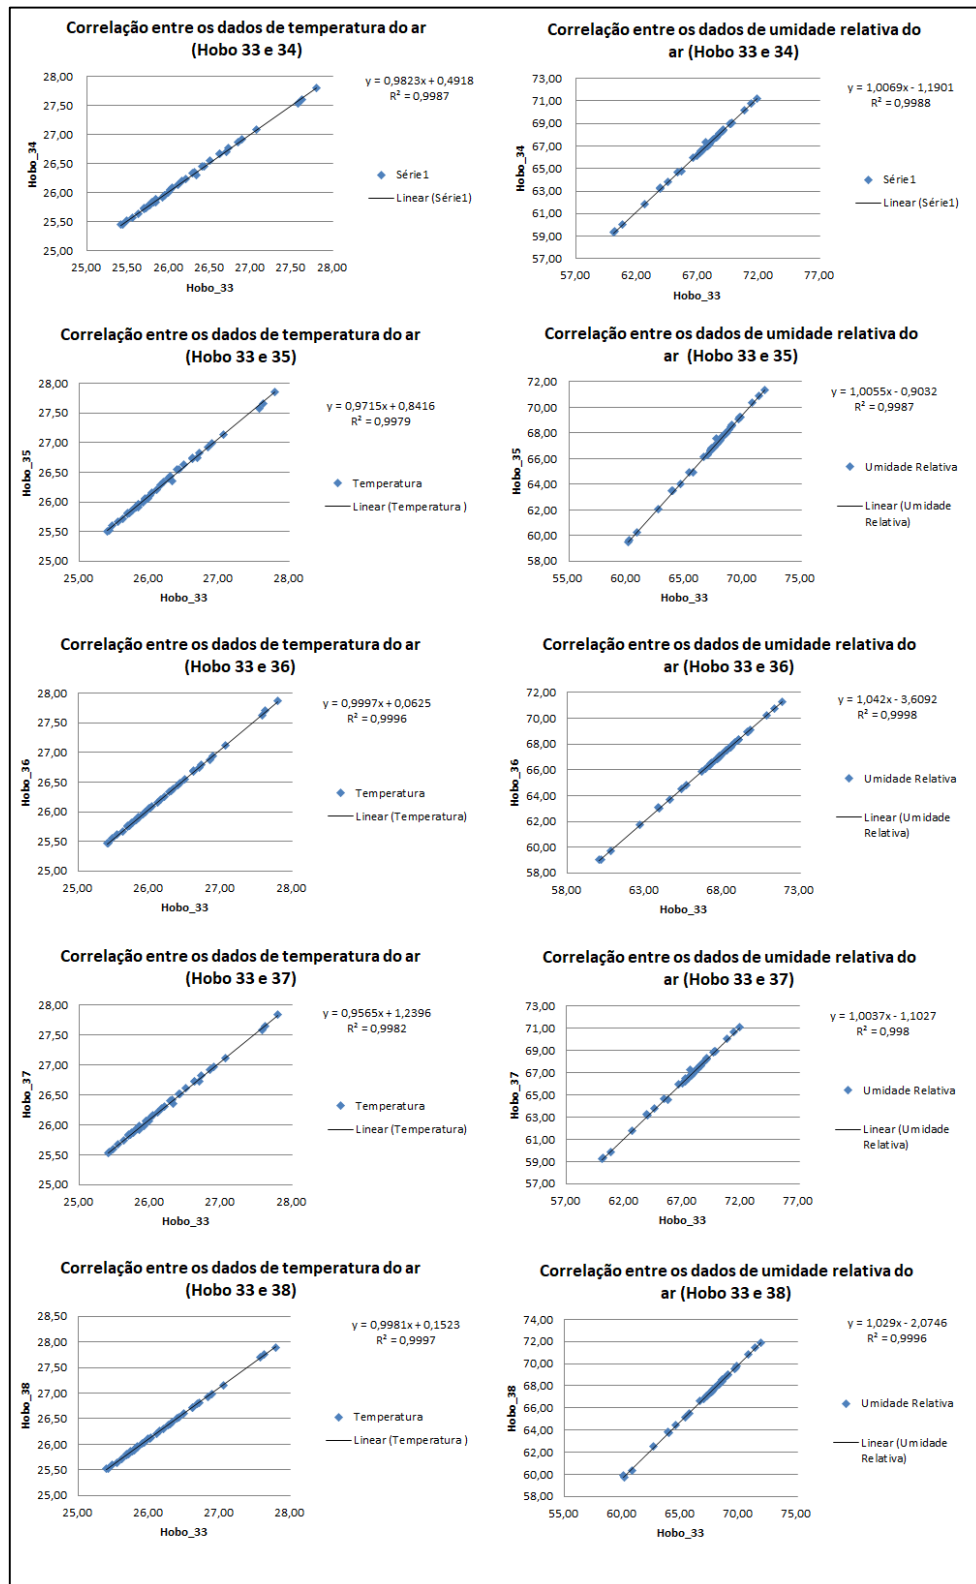 Correlação entre os dados de temperatura do ar
(Hobo 33 e 34)
y = 0,9823x + 0,4918
R² = 0,9987
28,00
27,50
27,00
26,50
26,00
25,50
25,00
Hobo_34
25,00 25,50 26,00 26,50 27,00 27,50 28,00
Hobo_33
Série1
Linear (Série1)
Correlação entre os dados de umidade relativa do
ar (Hobo 33 e 34)
y = 1,0069x - 1,1901
R² = 0,9988
73,00
71,00
69,00
67,00
65,00
63,00
61,00
59,00
57,00
Hobo_34
57,00 62,00 67,00 72,00 77,00
Hobo_33
Série1
Linear (Série1)
Correlação entre os dados de temperatura do ar
(Hobo 33 e 35)
y = 0,9715x + 0,8416
R² = 0,9979
28,00
27,50
27,00
26,50
26,00
25,50
25,00
Hobo_35
25,00 26,00 27,00 28,00
Hobo_33
Temperatura
Linear (Temperatura )
Correlação entre os dados de umidade relativa do
ar (Hobo 33 e 35)
y = 1,0055x - 0,9032
R² = 0,9987
72,00
70,00
68,00
66,00
64,00
62,00
60,00
58,00
Hobo_35
55,00 60,00 65,00 70,00 75,00
Hobo_33
Umidade Relativa
Linear (Umidade
Relativa)
Correlação entre os dados de temperatura do ar
(Hobo 33 e 36)
y = 0,9997x + 0,0625
R² = 0,9996
28,00
27,50
27,00
26,50
26,00
25,50
25,00
Hobo_36
25,00 26,00 27,00 28,00
Hobo_33
Temperatura
Linear (Temperatura)
Correlação entre os dados de umidade relativa do
ar (Hobo 33 e 36)
y = 1,042x - 3,6092
R² = 0,9998
72,00
70,00
68,00
66,00
64,00
62,00
60,00
58,00
Hobo_36
58,00 63,00 68,00 73,00
Hobo_33
Umidade Relativa
Linear (Umidade
Relativa)
Correlação entre os dados de temperatura do ar
(Hobo 33 e 37)
y = 0,9565x + 1,2396
R² = 0,9982
28,00
27,50
27,00
26,50
26,00
25,50
25,00
Hobo_37
25,00 26,00 27,00 28,00
Hobo_33
Temperatura
Linear (Temperatura)
Correlação entre os dados de umidade relativa do
ar (Hobo 33 e 37)
y = 1,0037x - 1,1027
R² = 0,998
73,00
71,00
69,00
67,00
65,00
63,00
61,00
59,00
57,00
Hobo_37
57,00 62,00 67,00 72,00 77,00
Hobo_33
Umidade Relativa
Linear (Umidade
Relativa)
Correlação entre os dados de temperatura do ar
(Hobo 33 e 38)
y = 0,9981x + 0,1523
R² = 0,9997
28,50
28,00
27,50
27,00
26,50
26,00
25,50
25,00
Hobo_38
25,00 26,00 27,00 28,00
Hobo_33
Temperatura
Linear (Temperatura )
Correlação entre os dados de umidade relativa do
ar (Hobo 33 e 38)
y = 1,029x - 2,0746
R² = 0,9996
74,00
72,00
70,00
68,00
66,00
64,00
62,00
60,00
58,00
Hobo_38
55,00 60,00 65,00 70,00 75,00
Hobo_33
Umidade Relativa
Linear (Umidade
Relativa)